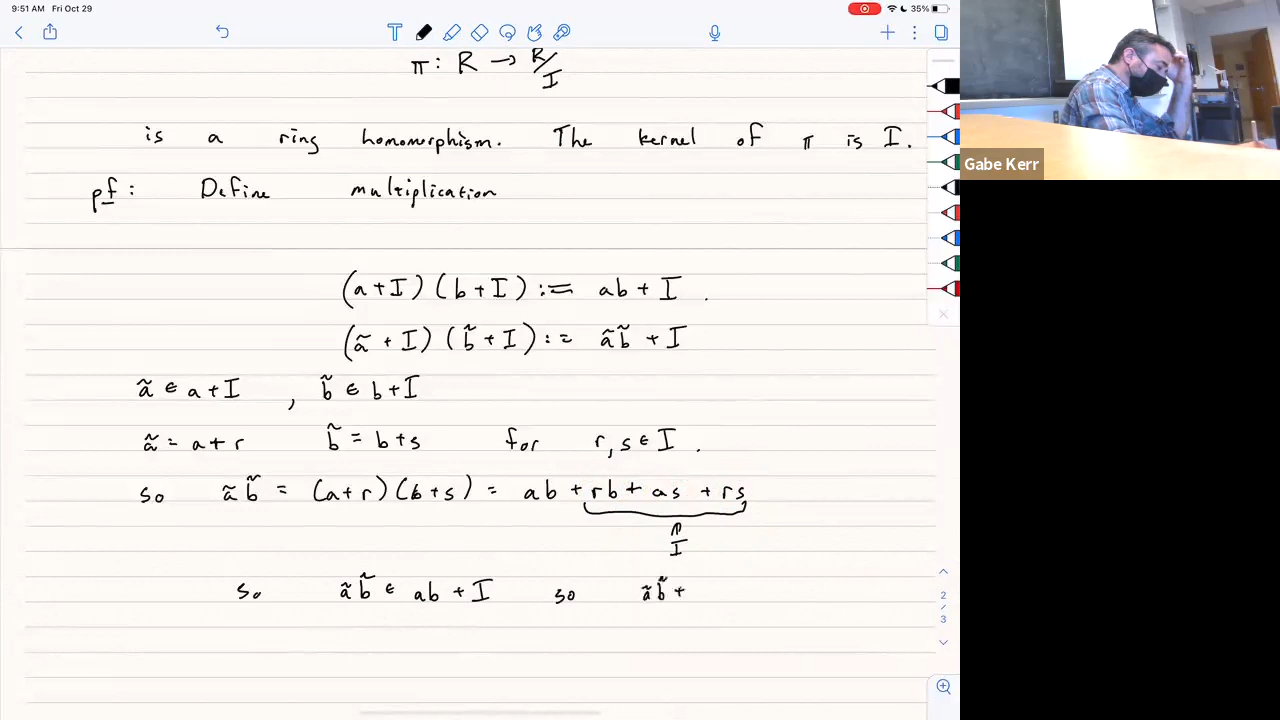 9:51 AM Fri Oct 29
35%
π: R → R/I
is a ring homomorphism. The kernel of π is I.
pf: Define multiplication
(a+I)(b+I) := ab+I.
(ã+I)(b̃+I) := ãb̃+I
ã ∈ a+I, b̃ ∈ b+I
ã = a+r b̃ = b+s for r,s ∈ I.
so ãb̃ = (a+r)(b+s) = ab + rb + as + rs
∩
I
so ãb̃ ∈ ab+I so ãb̃ +
Gabe Kerr
2
/
3